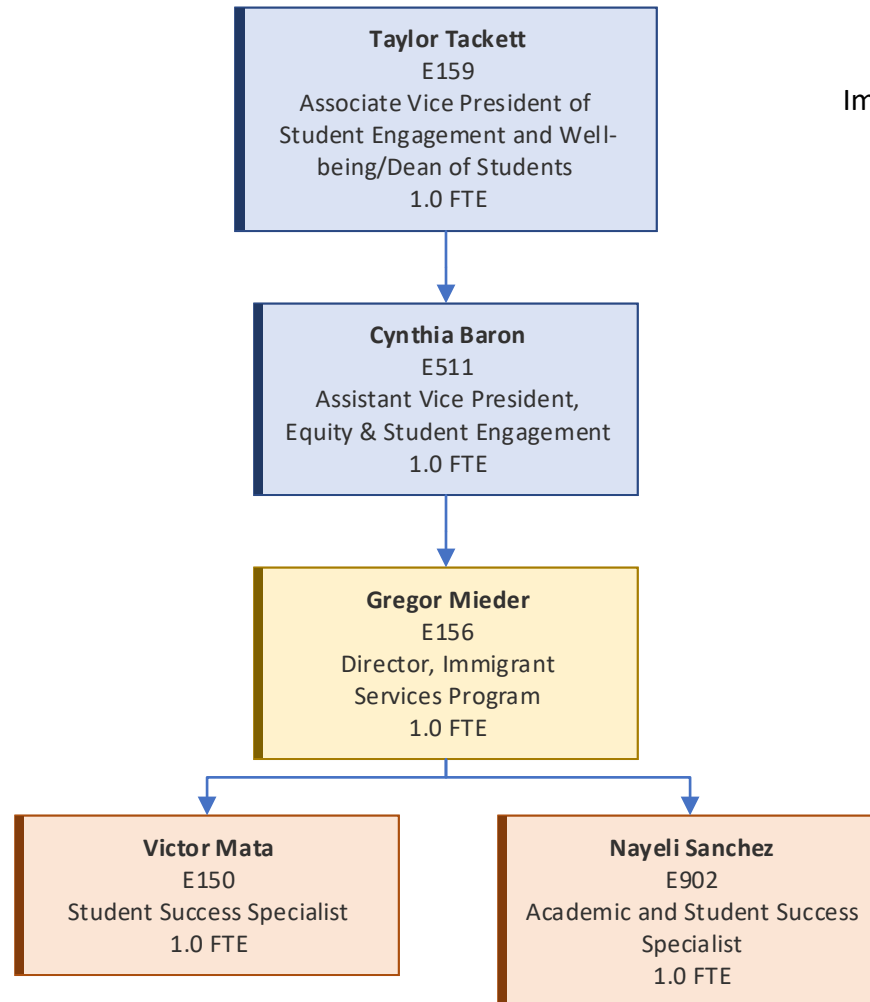 Taylor Tackett
E159
Associate Vice President of
Student Engagement and Well-
being/Dean of Students
1.0 FTE
Im
Cynthia Baron
E511
Assistant Vice President,
Equity & Student Engagement
1.0 FTE
Gregor Mieder
E156
Director, Immigrant
Services Program
1.0 FTE
Victor Mata
E150
Student Success Specialist
1.0 FTE
Nayeli Sanchez
E902
Academic and Student Success
Specialist
1.0 FTE